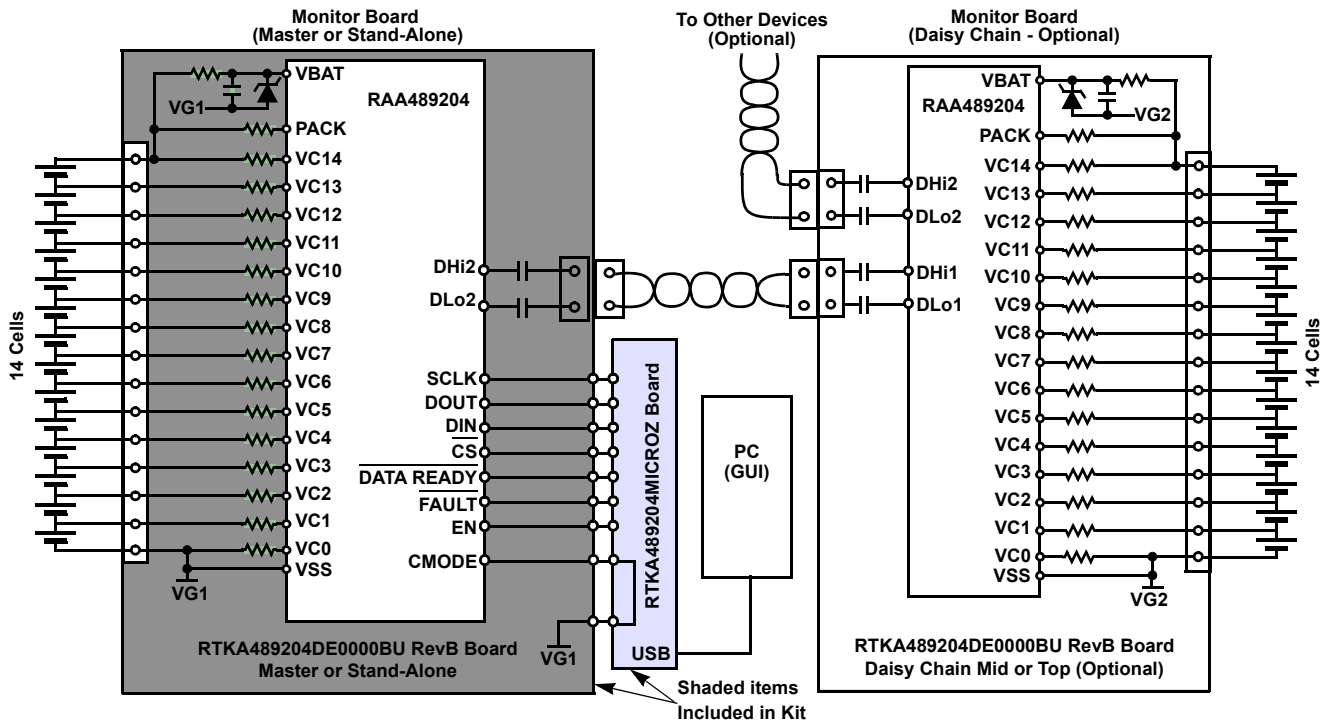 Monitor Board
(Master or Stand-Alone)
To Other Devices
(Optional)
Monitor Board
(Daisy Chain - Optional)
VBAT
RAA489204
VG1
PACK
VC14
VC13
VC12
VC11
VC10
VC9
VC8
VC7
VC6
VC5
VC4
VC3
VC2
VC1
VC0
VSS
VG1
14 Cells
DHi2
DLo2
SCLK
DOUT
DIN
CS
DATA READY
FAULT
EN
CMODE
VG1
RTKA489204DE0000BU RevB Board
Master or Stand-Alone
RTKA489204MICROZ Board
USB
PC
(GUI)
Shaded items
Included in Kit
VBAT
RAA489204
VG2
PACK
VC14
VC13
VC12
VC11
VC10
VC9
VC8
VC7
VC6
VC5
VC4
VC3
VC2
VC1
VC0
VSS
VG2
DHi2
DLo2
DHi1
DLo1
14 Cells
RTKA489204DE0000BU RevB Board
Daisy Chain Mid or Top (Optional)